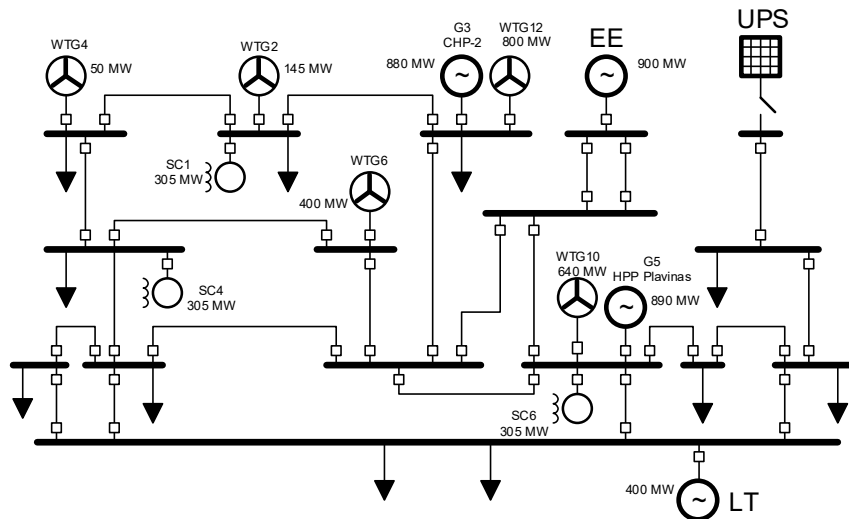 UPS
G3
CHP-2
WTG12
800 MW
EE
WTG4
WTG2
50 MW
145 MW
880 MW
900 MW
SC1
305 MW
WTG6
400 MW
WTG10
640 MW
G5
HPP Plavinas
890 MW
SC4
305 MW
SC6
305 MW
400 MW
LT
~
~
~
~